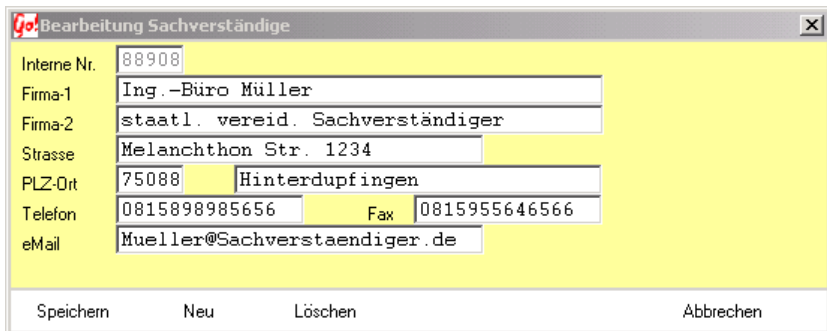 Go! Bearbeitung Sachverständige
Interne Nr. 88908
Firma-1 Ing.-Büro Müller
Firma-2 staatl. vereid. Sachverständiger
Strasse Melanchthon Str. 1234
PLZ-Ort 75088 Hinterdupfingen
Telefon 0815898985656 Fax 0815955646566
eMail Mueller@Sachverstaendiger.de
Speichern Neu Löschen Abbrechen